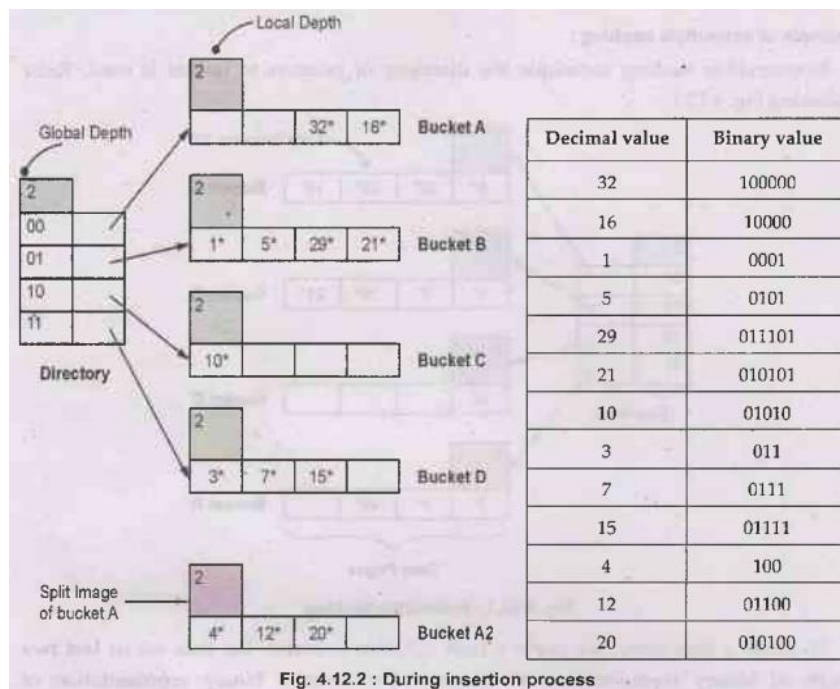 Local Depth
2
32* 16* Bucket A
Global Depth
2
00
01
10
11
Directory
2
1* 5* 29* 21* Bucket B
2
10* Bucket C
2
3* 7* 15* Bucket D
Split Image
of bucket A
2
4* 12* 20* Bucket A2
Decimal value Binary value
32 100000
16 10000
1 0001
5 0101
29 011101
21 010101
10 01010
3 011
7 0111
15 01111
4 100
12 01100
20 010100
Fig. 4.12.2 : During insertion process